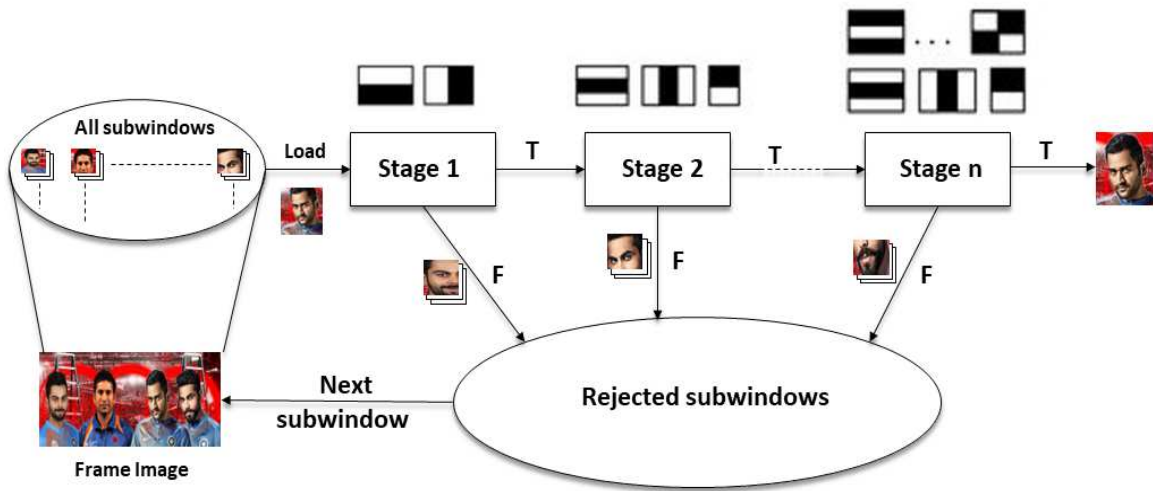 All subwindows
Load
Stage 1
T
Stage 2
T
Stage n
T
F
F
F
Rejected subwindows
Next
subwindow
Frame Image